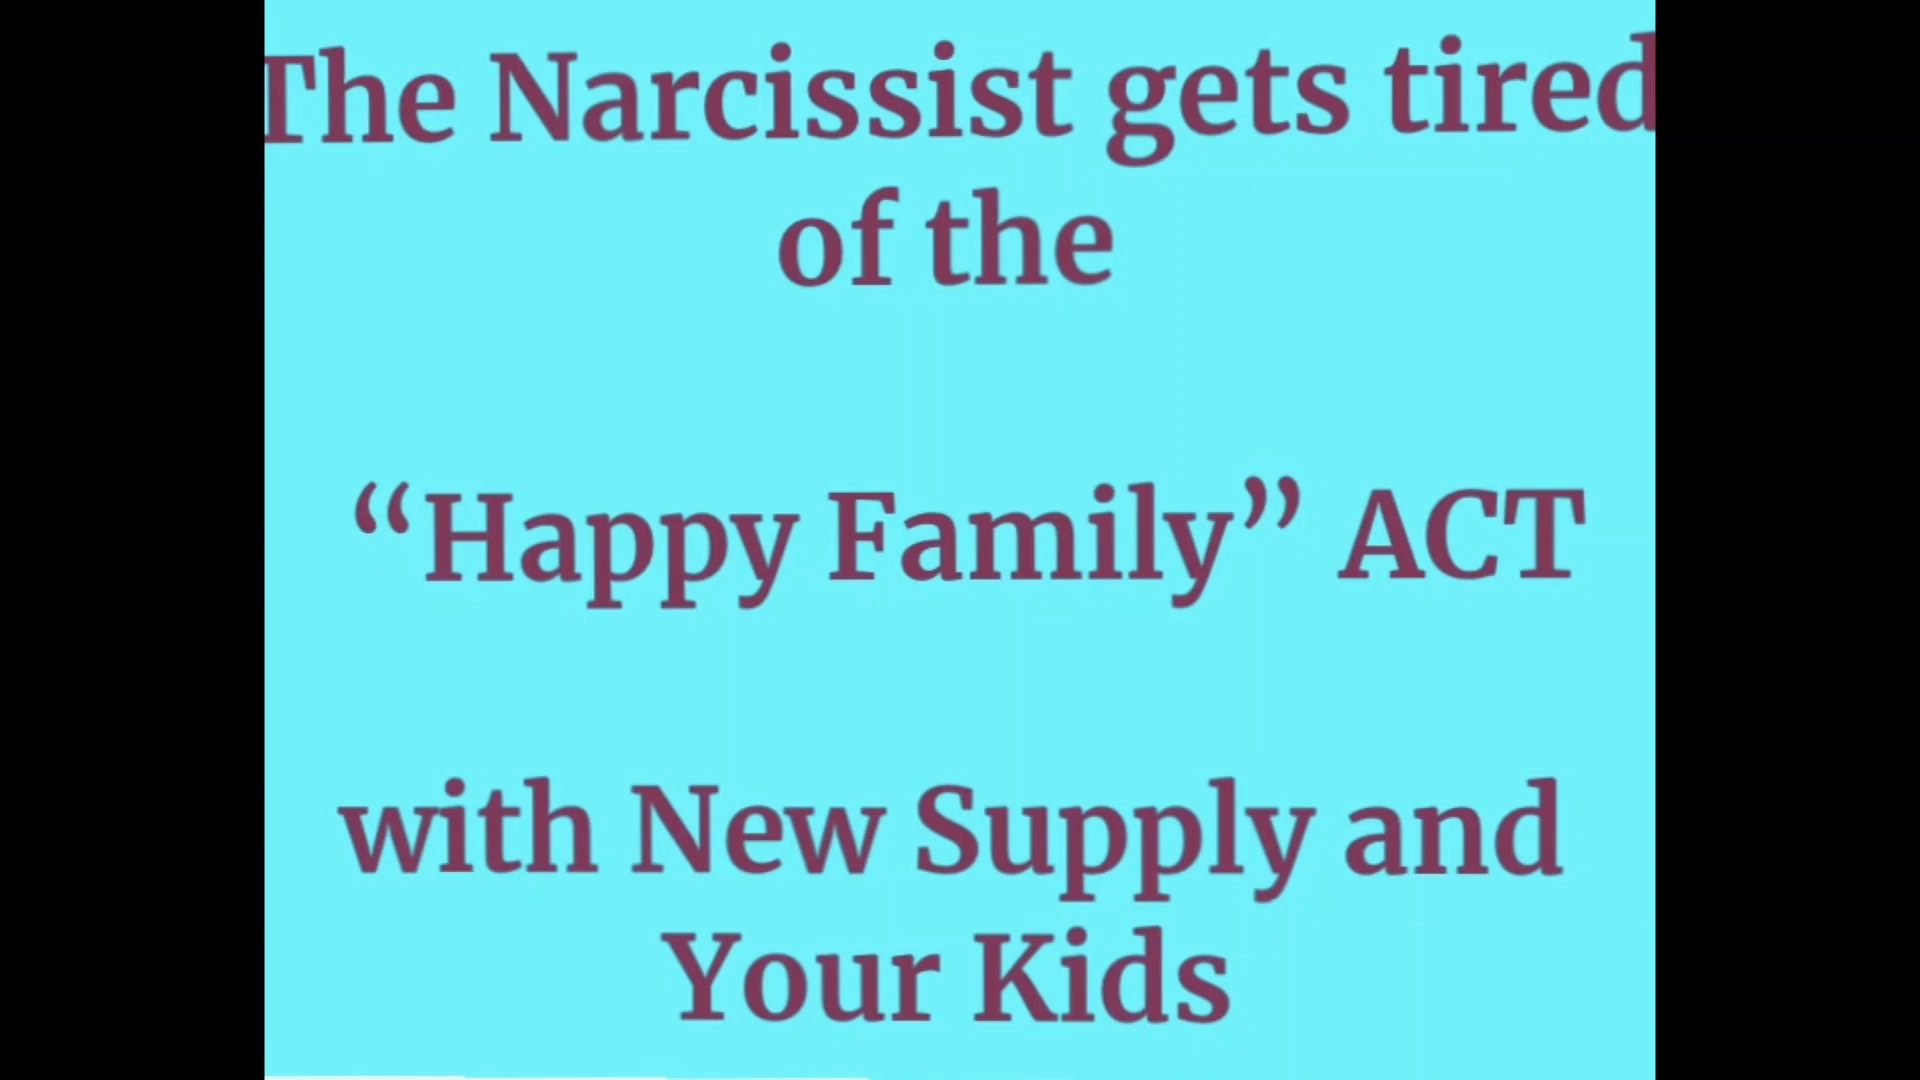 The Narcissist gets tired
of the
“Happy Family” ACT
with New Supply and
Your Kids